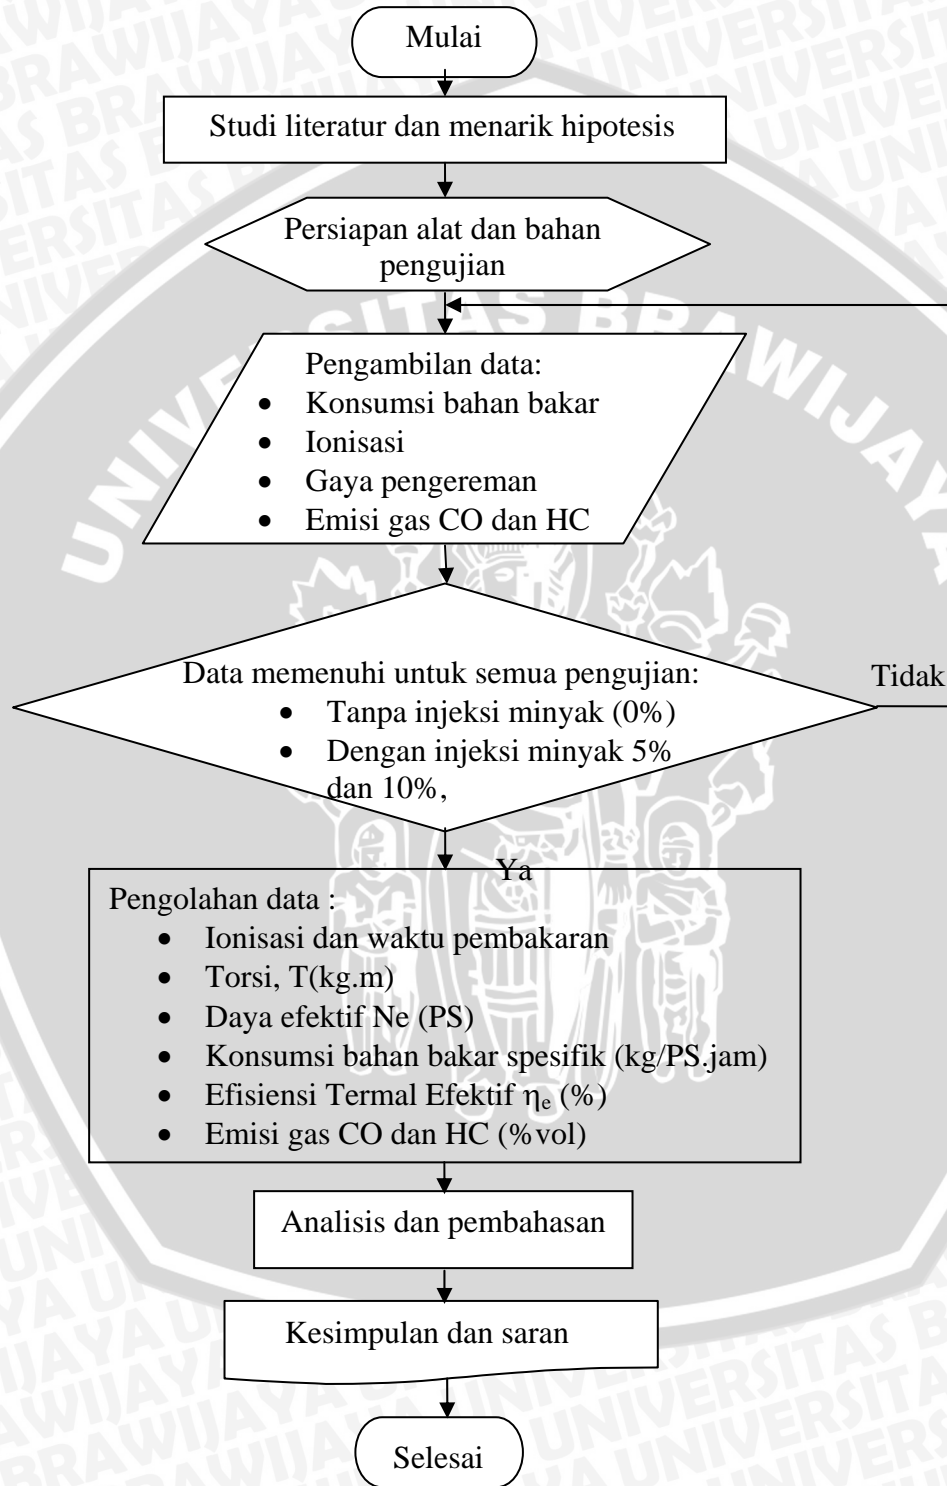 Mulai
Studi literatur dan menarik hipotesis
Persiapan alat dan bahan
pengujian
UNIVERSITAS BRAWIJAYA
Pengambilan data:
• Konsumsi bahan bakar
• Ionisasi
• Gaya pengereman
• Emisi gas CO dan HC
Data memenuhi untuk semua pengujian:
Tidak
• Tanpa injeksi minyak (0%)
• Dengan injeksi minyak 5%
dan 10%,
Ya
Pengolahan data :
• Ionisasi dan waktu pembakaran
• Torsi, T(kg.m)
• Daya efektif Ne (PS)
• Konsumsi bahan bakar spesifik (kg/PS.jam)
• Efisiensi Termal Efektif ηe (%)
• Emisi gas CO dan HC (%vol)
Analisis dan pembahasan
Kesimpulan dan saran
Selesai